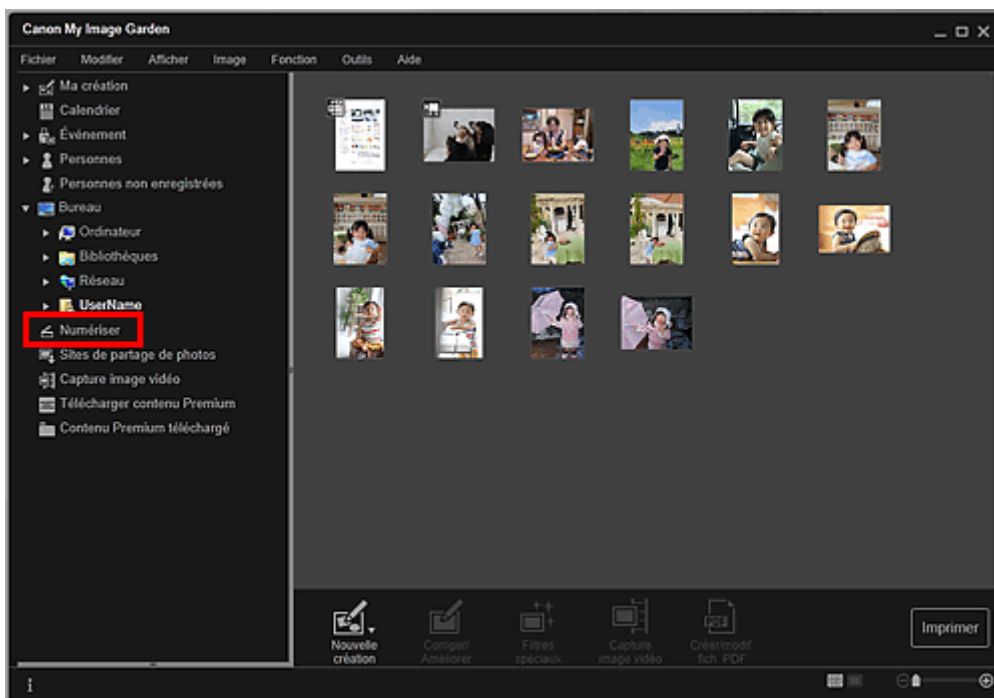 Canon My Image Garden
Fichier Modifier Afficher Image Fonction Outils Aide
Ma création
Calendrier
Événement
Personnes
Personnes non enregistrées
Bureau
Ordinateur
Bibliothèques
Réseau
UserName
Numériser
Sites de partage de photos
Capture image vidéo
Télécharger contenu Premium
Contenu Premium téléchargé
Nouvelle
création
Corriger/
Améliorer
Filtres
spéciaux
Capture
image vidéo
Créer/modif.
fich. PDF
Imprimer